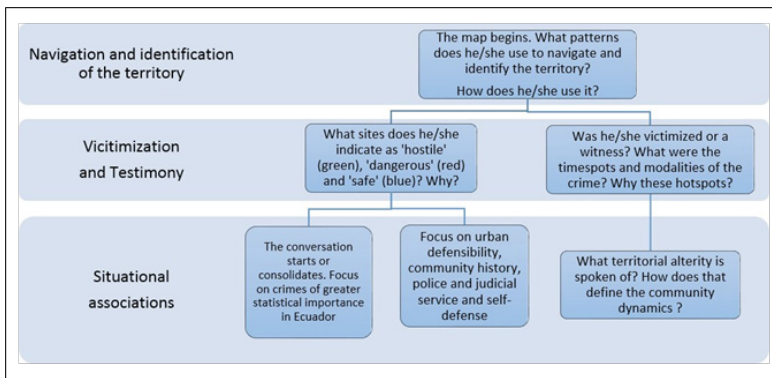 Navigation and identification
of the territory
The map begins. What patterns
does he/she use to navigate and
identify the territory?
How does he/she use it?
Vicitimization
and Testimony
What sites does he/she
indicate as 'hostile'
(green), 'dangerous' (red)
and 'safe' (blue)? Why?
Was he/she victimized or a
witness? What were the
timespots and modalities of the
crime? Why these hotspots?
Situational
associations
The conversation
starts or
consolidates. Focus
on crimes of greater
statistical importance
in Ecuador
Focus on urban
defensibility,
community history,
police and judicial
service and self-
defense
What territorial alterity is
spoken of? How does that
define the community
dynamics ?